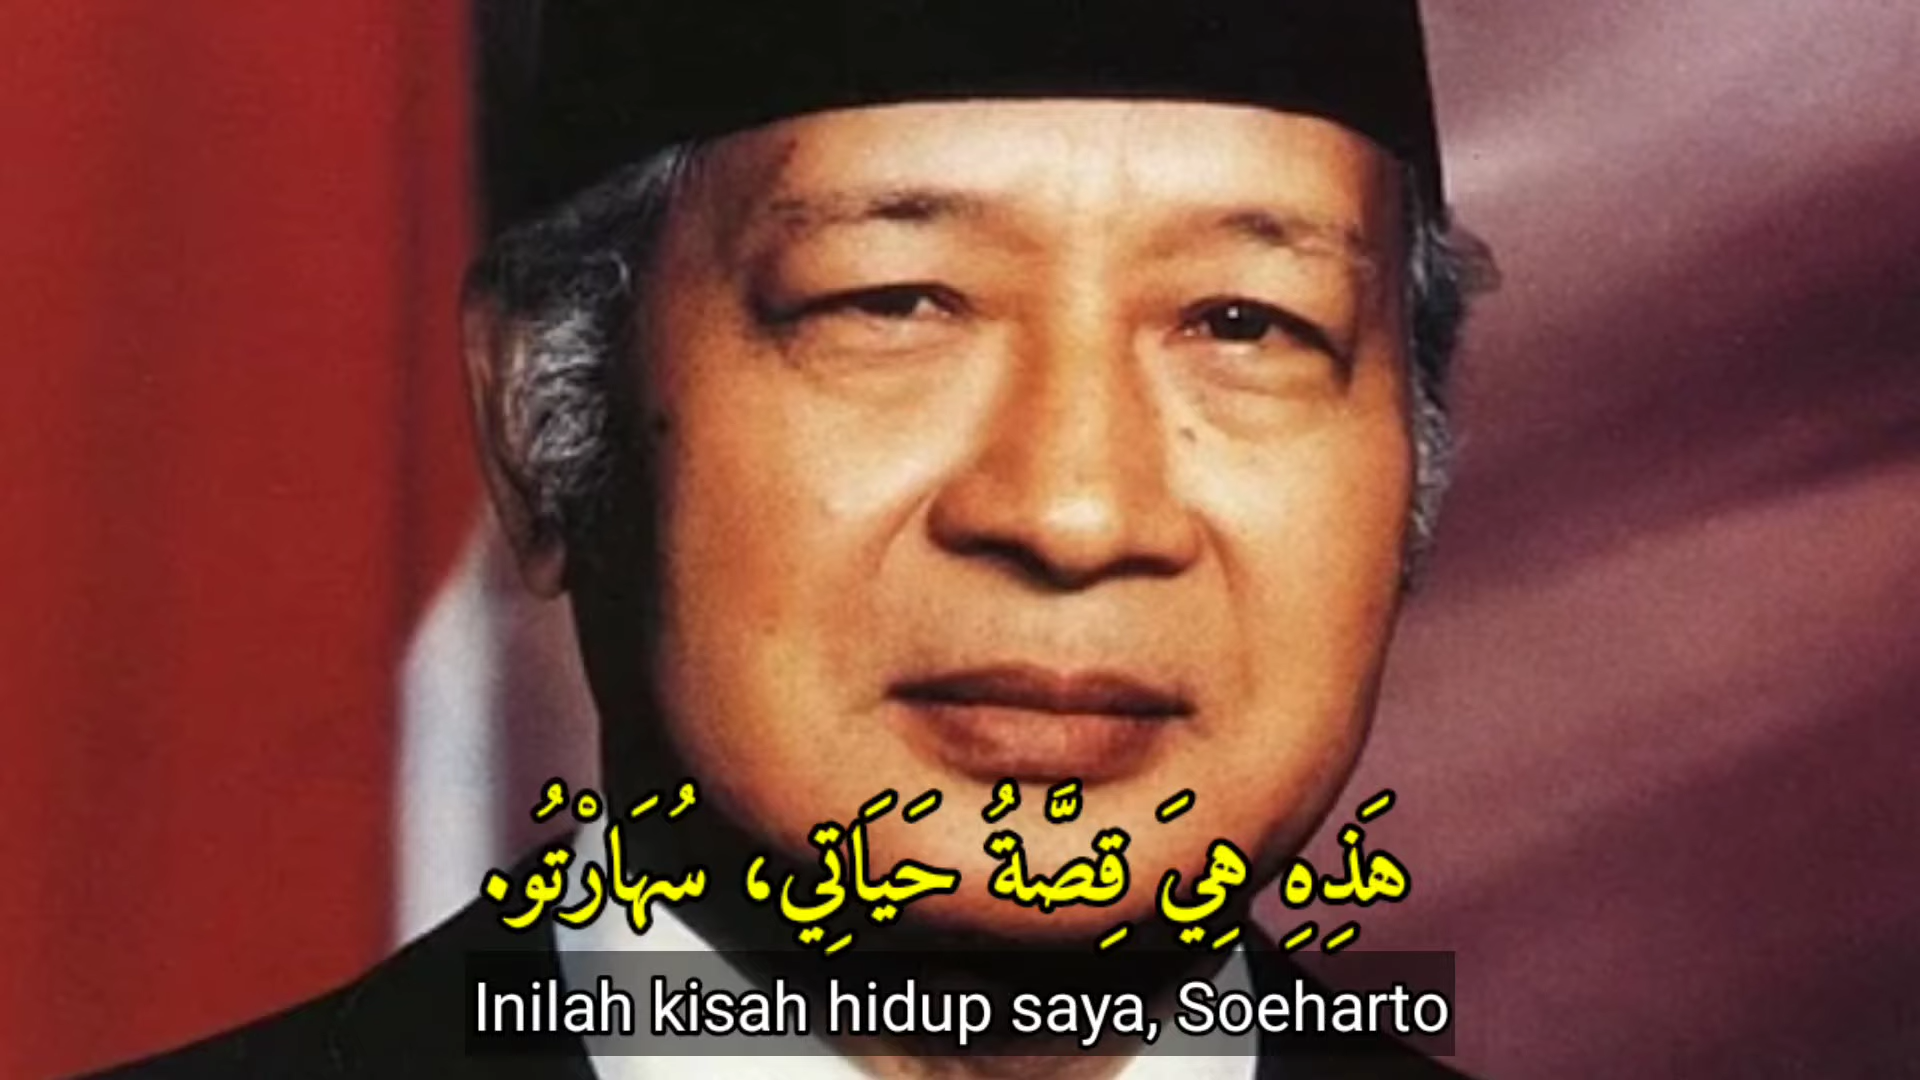 هَذِهِ هِيَ قِصَّةُ حَيَاتِي، سُهَارْتُو.
Inilah kisah hidup saya, Soeharto